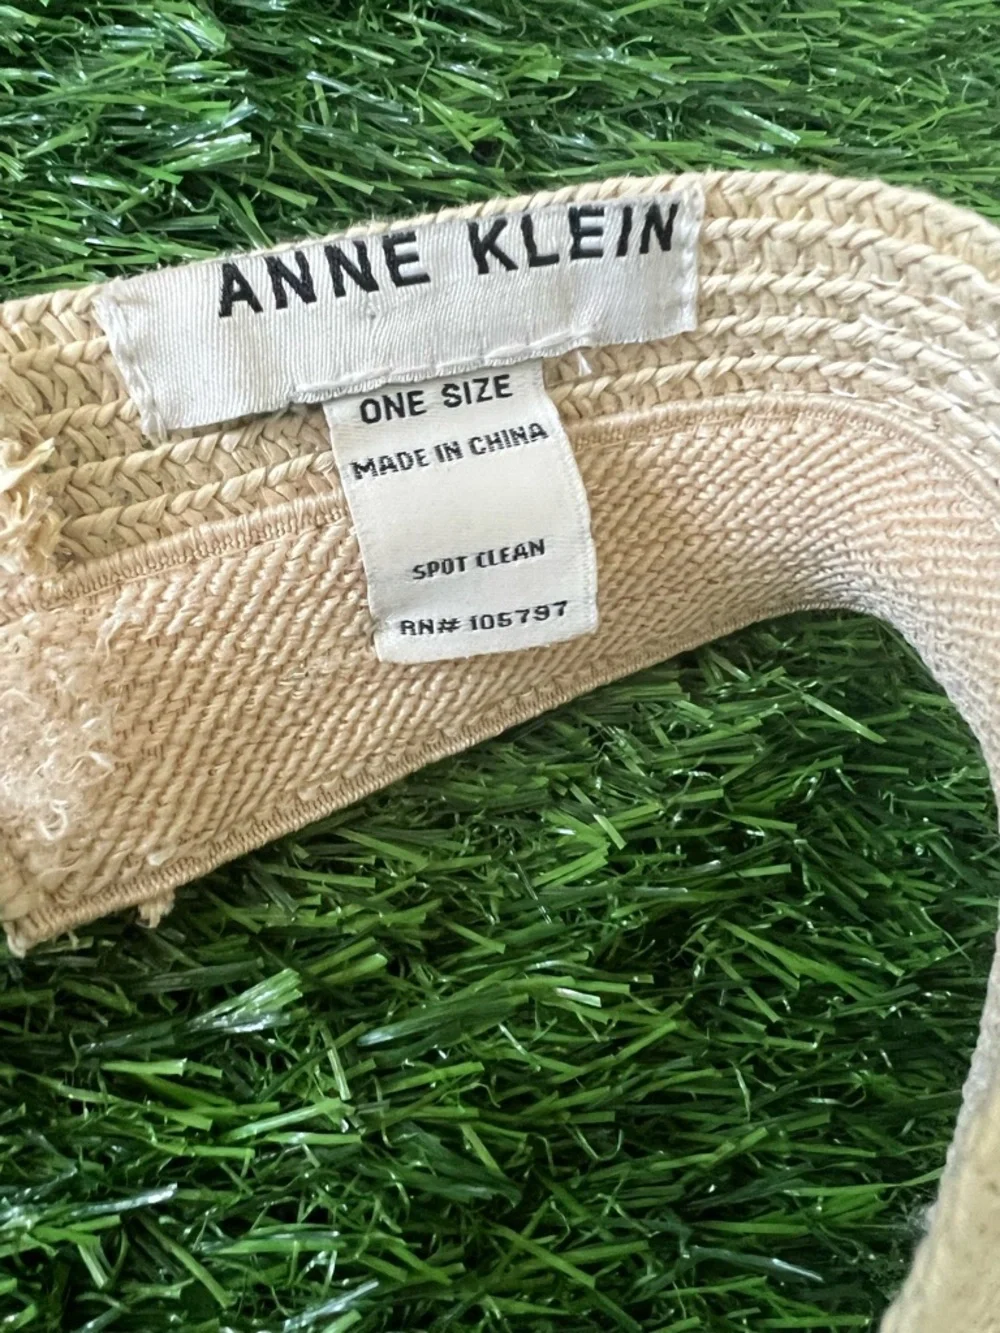 ANNE KLEIN
ONE SIZE
MADE IN CHINA
SPOT CLEAN
RN# 105797